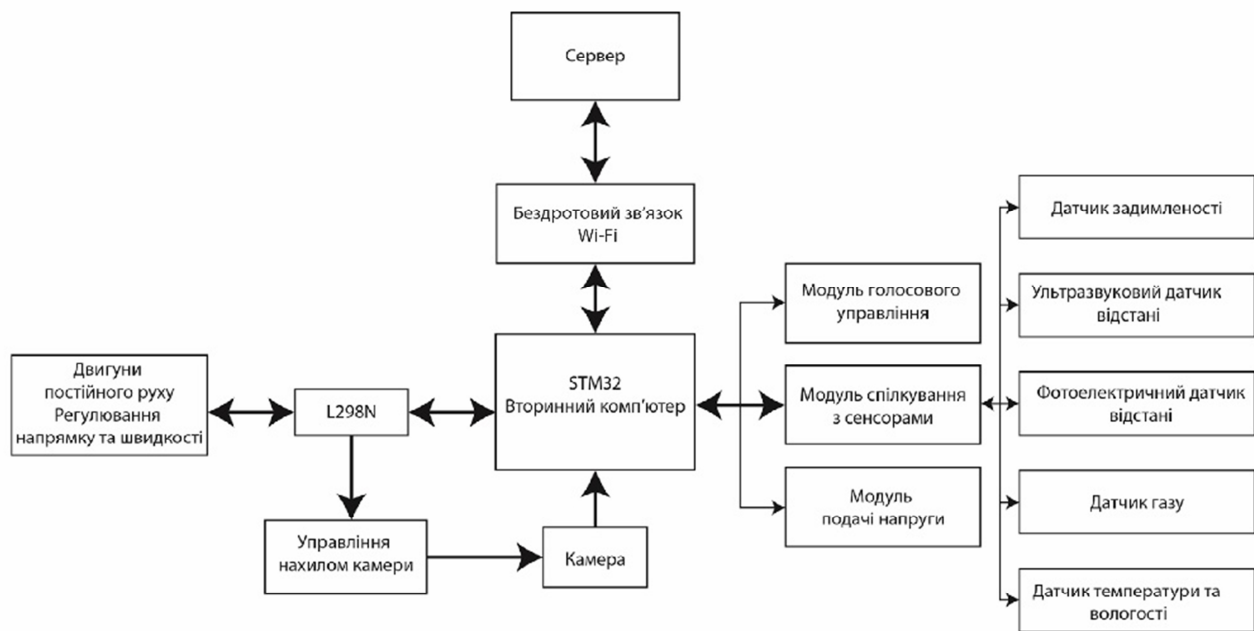 Сервер
Бездротовий зв'язок
Wi-Fi
Датчик задимленості
Модуль голосового
управління
Ультразвуковий датчик
відстані
Двигуни
постійного руху
Регулювання
напрямку та швидкості
L298N
STM32
Вторинний комп'ютер
Модуль спілкування
з сенсорами
Фотоелектричний датчик
відстані
Модуль
подачі напруги
Датчик газу
Управління
нахилом камери
Камера
Датчик температури та
вологості